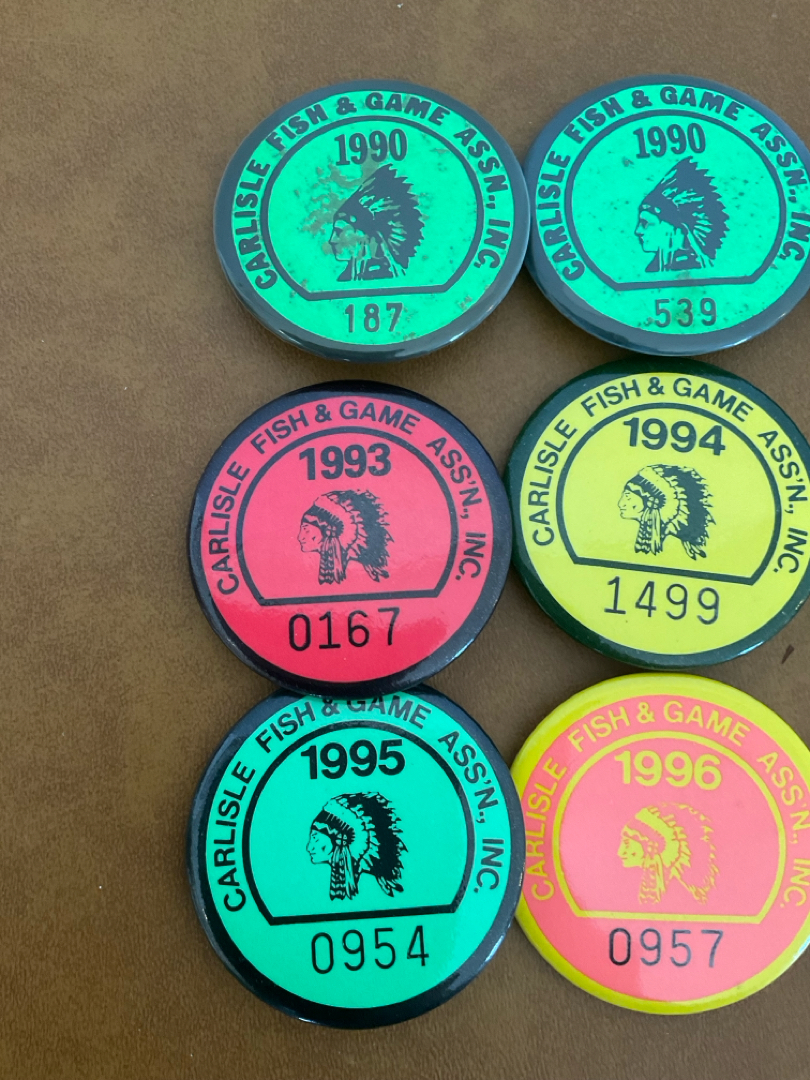 CARLISLE FISH & GAME ASSN., INC.
1990
187
CARLISLE FISH & GAME ASSN., INC.
1990
539
CARLISLE FISH & GAME ASS'N., INC.
1993
0167
CARLISLE FISH & GAME ASS'N., INC.
1994
1499
CARLISLE FISH & GAME ASS'N., INC.
1995
0954
CARLISLE FISH & GAME ASS'N., INC.
1996
0957